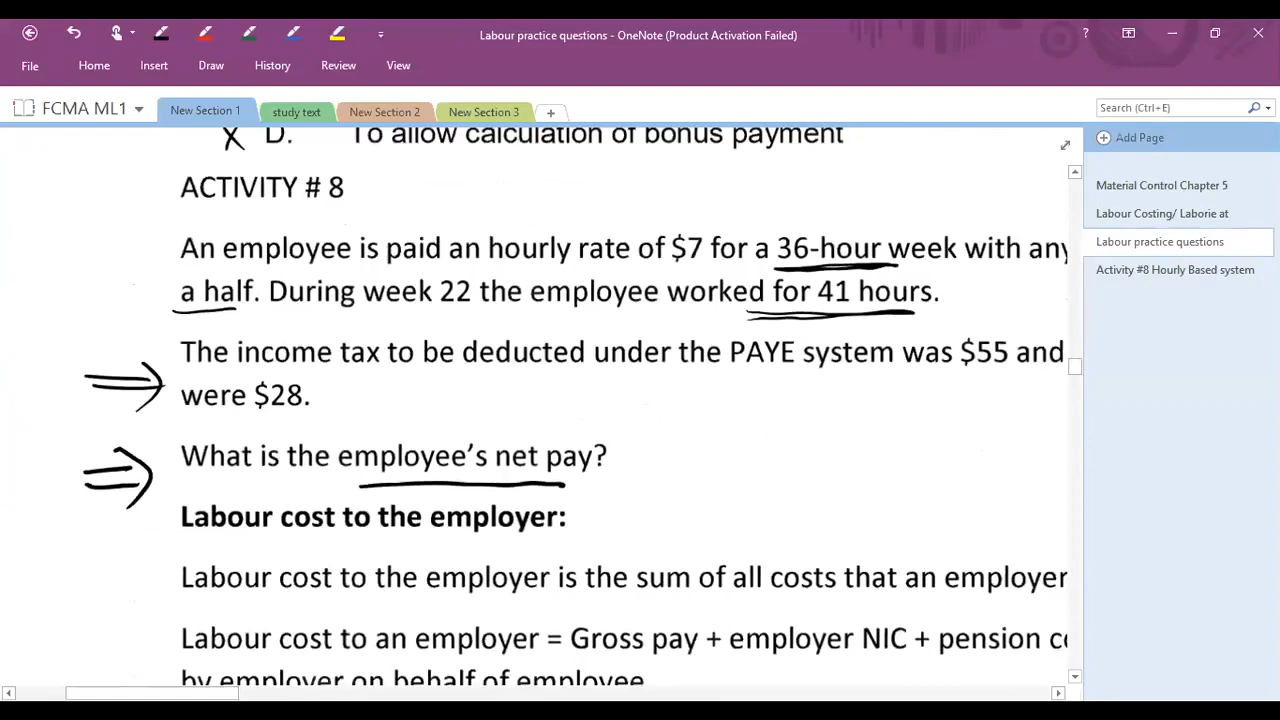 Labour practice questions - OneNote (Product Activation Failed)
?
File
Home
Insert
Draw
History
Review
View
FCMA ML1
New Section 1
study text
New Section 2
New Section 3
Search (Ctrl+E)
Add Page
Material Control Chapter 5
Labour Costing/ Laborie at
Labour practice questions
Activity #8 Hourly Based system
X D. To allow calculation of bonus payment
ACTIVITY # 8
An employee is paid an hourly rate of $7 for a 36-hour week with any
a half. During week 22 the employee worked for 41 hours.
The income tax to be deducted under the PAYE system was $55 and
were $28.
What is the employee’s net pay?
Labour cost to the employer:
Labour cost to the employer is the sum of all costs that an employer
Labour cost to an employer = Gross pay + employer NIC + pension
by employer on behalf of employee